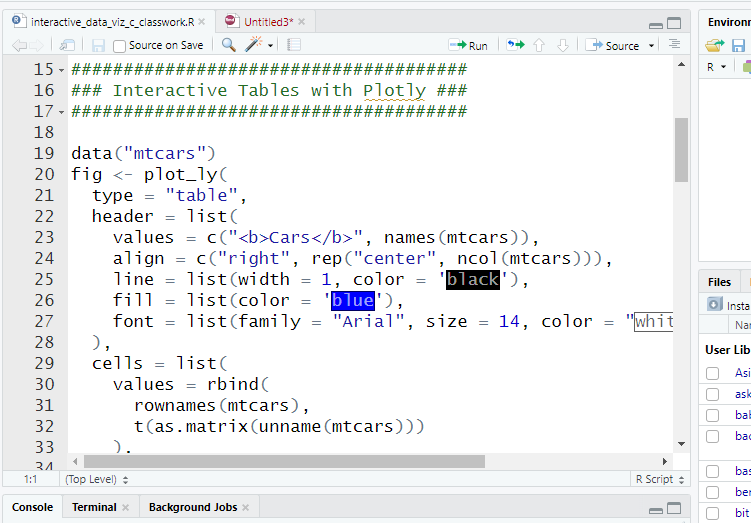 interactive_data_viz_c_classwork.R
Untitled3*
Environ
Source on Save
Run
Source
R
15 #######################################
16 ### Interactive Tables with Plotly ###
17 #######################################
18
19 data("mtcars")
20 fig <- plot_ly(
21 type = "table",
22 header = list(
23 values = c("<b>Cars</b>", names(mtcars)),
24 align = c("right", rep("center", ncol(mtcars))),
25 line = list(width = 1, color = 'black'),
26 fill = list(color = 'blue'),
27 font = list(family = "Arial", size = 14, color = "whit
28 ),
29 cells = list(
30 values = rbind(
31 rownames(mtcars),
32 t(as.matrix(unname(mtcars)))
33 ),
34
1:1 (Top Level) R Script
Console Terminal Background Jobs
Files
Insta
Nar
User Lib
Asi
ask
bab
bac
bas
ber
bit